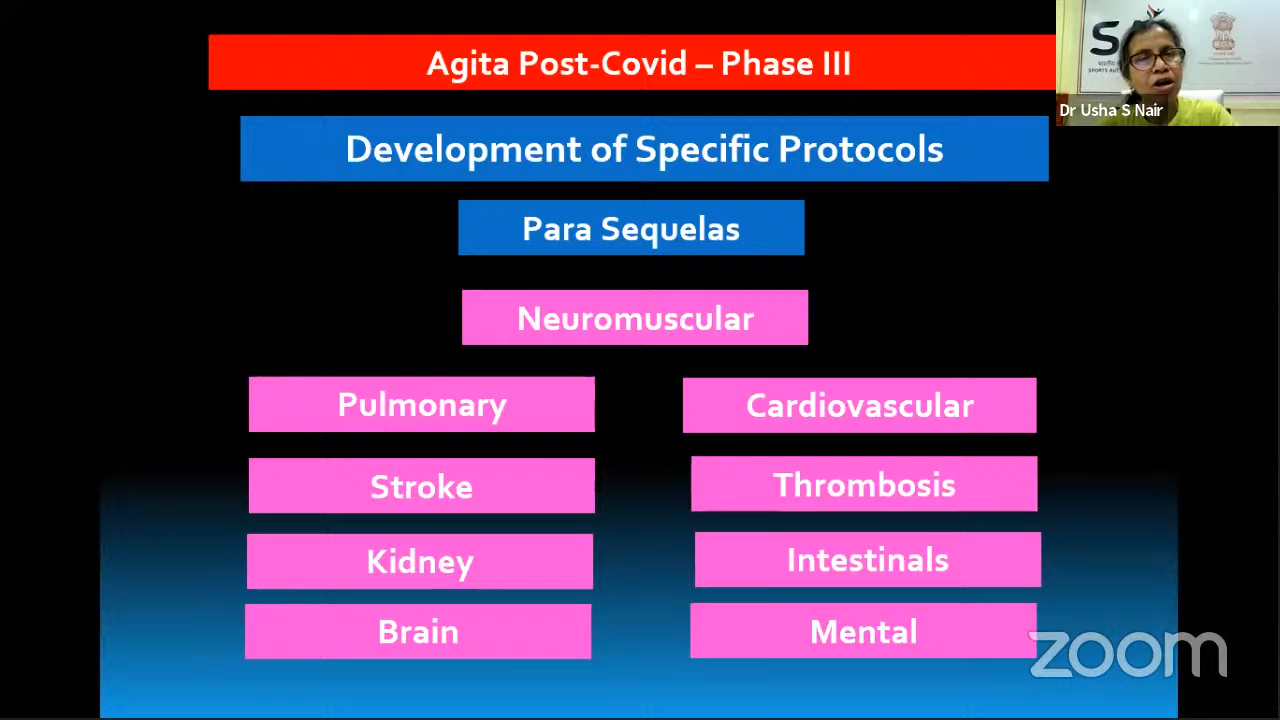 Agita Post-Covid – Phase III
Development of Specific Protocols
Para Sequelas
Neuromuscular
Pulmonary
Cardiovascular
Stroke
Thrombosis
Kidney
Intestinals
Brain
Mental
Dr Usha S Nair
zoom